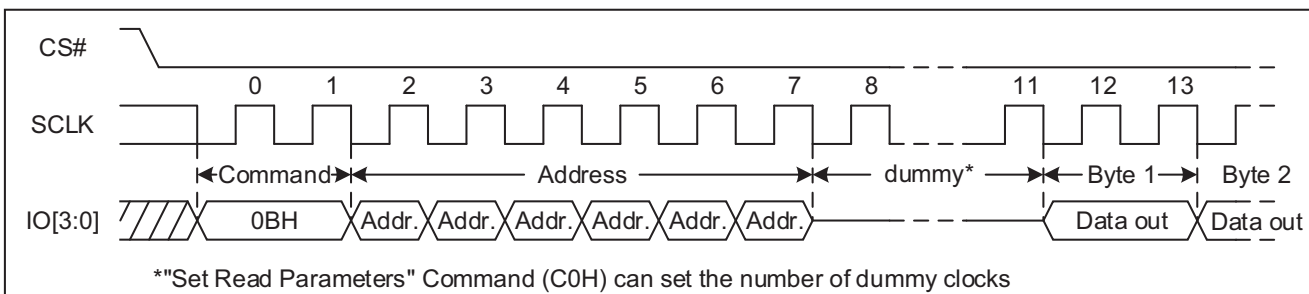 CS#
0 1 2 3 4 5 6 7 8 11 12 13
SCLK
Command Address dummy* Byte 1 Byte 2
IO[3:0] 0BH Addr. Addr. Addr. Addr. Addr. Addr. Data out Data out
*"Set Read Parameters" Command (C0H) can set the number of dummy clocks